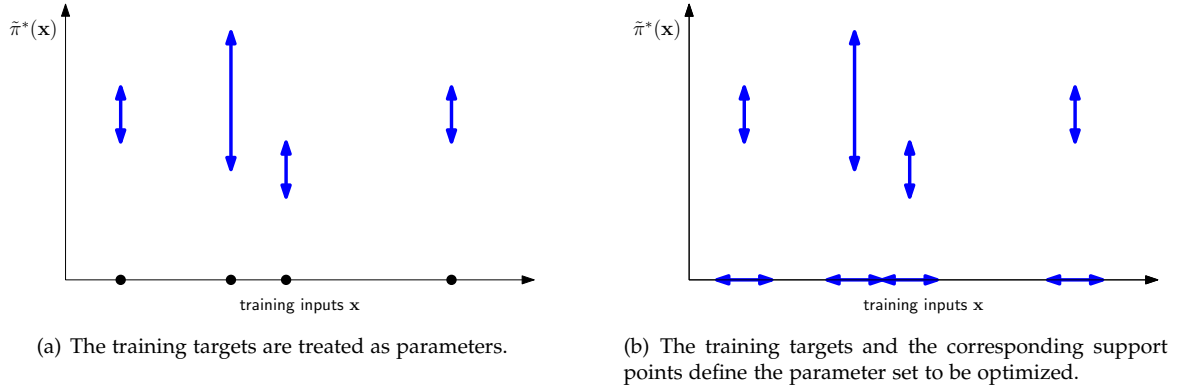 π̃*(x)
training inputs x
(a) The training targets are treated as parameters.
π̃*(x)
training inputs x
(b) The training targets and the corresponding support
points define the parameter set to be optimized.